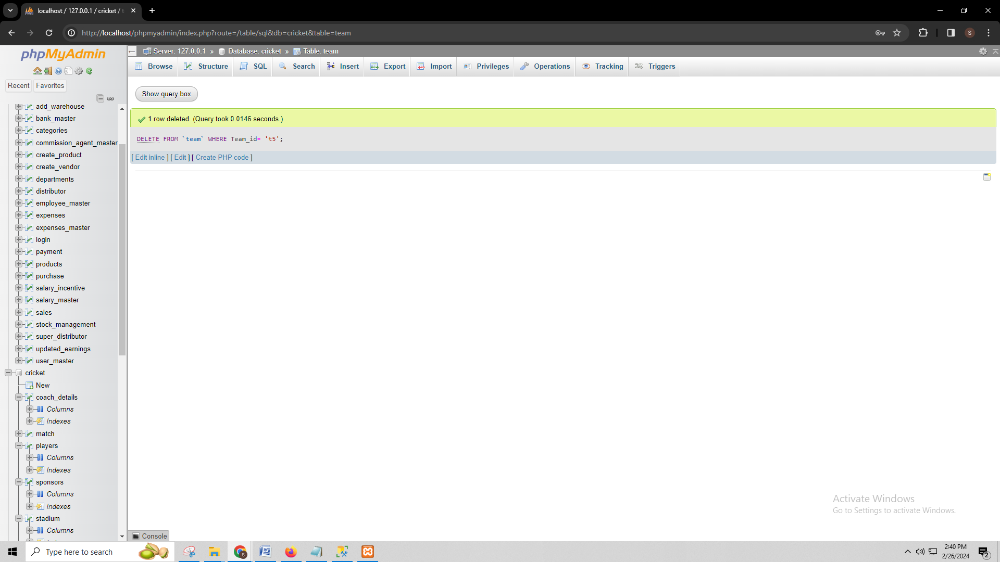 localhost / 127.0.0.1 / cricket / t
http://localhost/phpmyadmin/index.php?route=/table/sql&db=cricket&table=team
S
phpMyAdmin
Server: 127.0.0.1 » Database: cricket » Table: team
Browse Structure SQL Search Insert Export Import Privileges Operations Tracking Triggers
Recent Favorites
Show query box
1 row deleted. (Query took 0.0146 seconds.)
DELETE FROM `team` WHERE Team_id= 't5';
[ Edit inline ] [ Edit ] [ Create PHP code ]
add_warehouse
bank_master
categories
commission_agent_master
create_product
create_vendor
departments
distributor
employee_master
expenses
expenses_master
login
payment
products
purchase
salary_incentive
salary_master
sales
stock_management
super_distributor
updated_earnings
user_master
cricket
New
coach_details
Columns
Indexes
match
players
Columns
Indexes
sponsors
Columns
Indexes
stadium
Columns
Activate Windows
Go to Settings to activate Windows.
Console
Type here to search
2:40 PM
2/26/2024
2